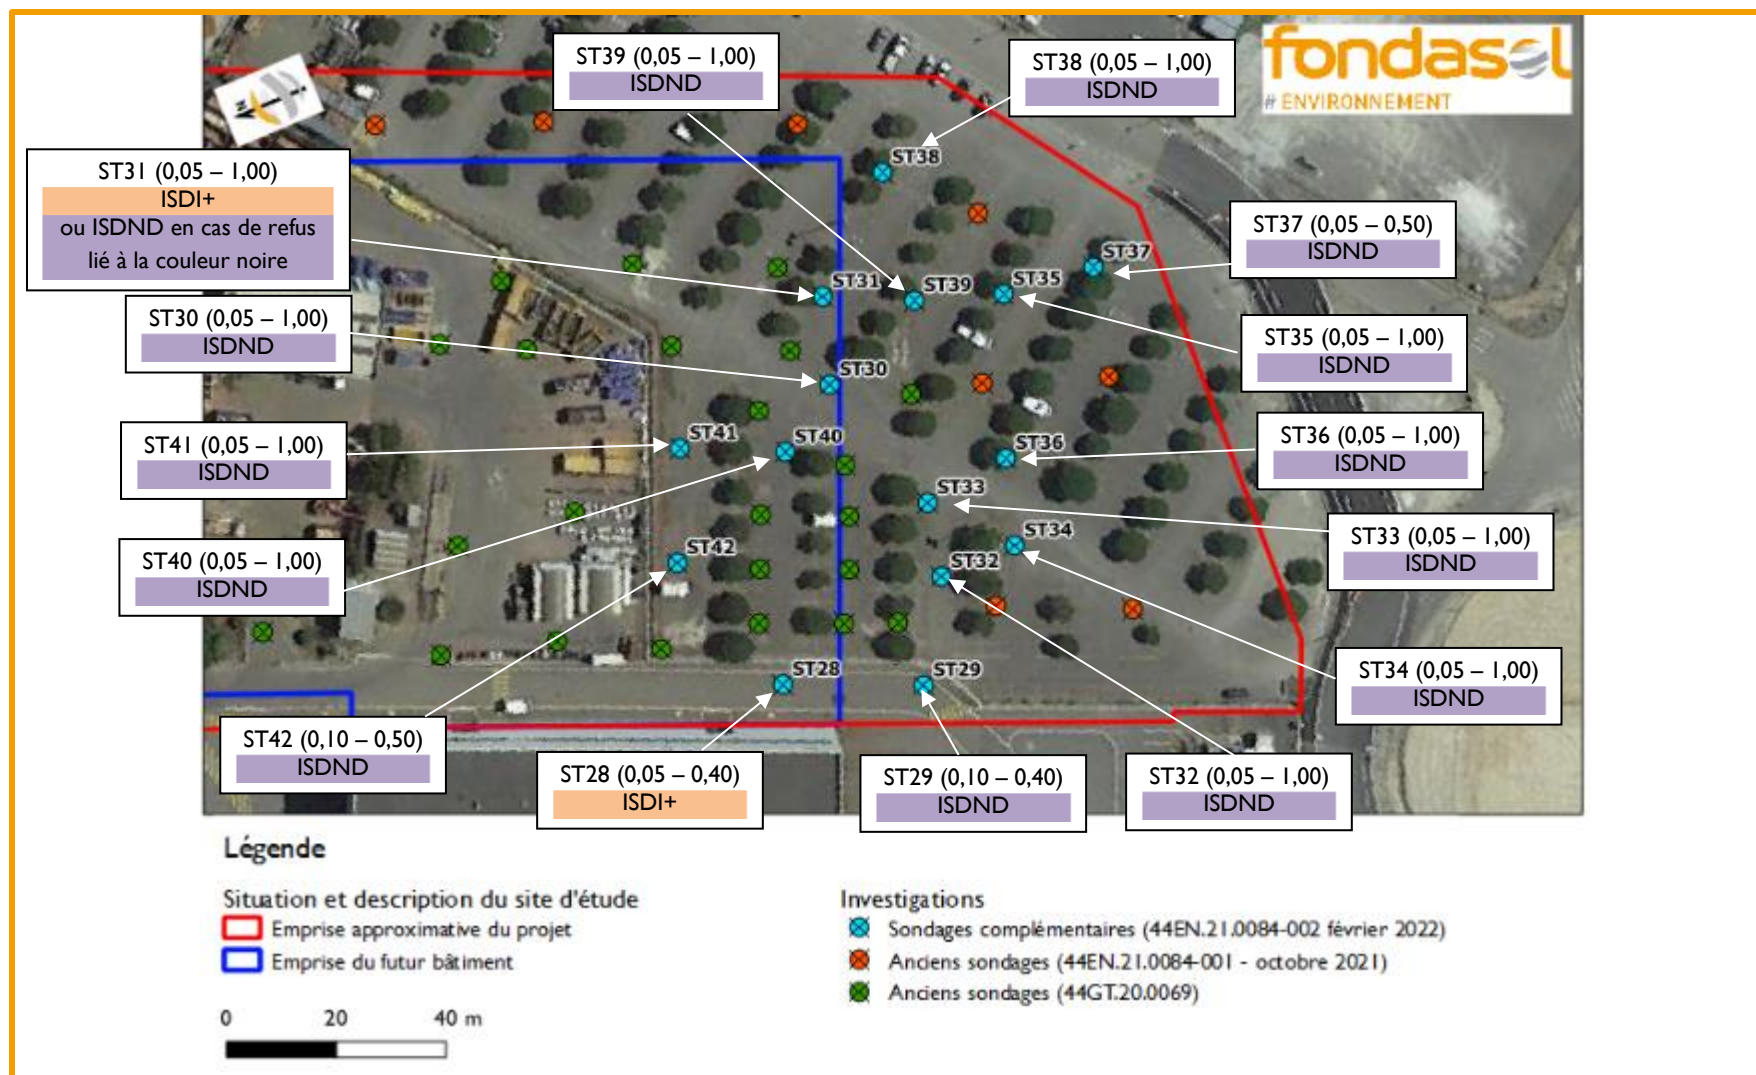 fondasol
# ENVIRONNEMENT
N
ST39 (0,05 – 1,00)
ISDND
ST38 (0,05 – 1,00)
ISDND
ST31 (0,05 – 1,00)
ISDI+
ou ISDND en cas de refus
lié à la couleur noire
ST37 (0,05 – 0,50)
ISDND
ST30 (0,05 – 1,00)
ISDND
ST35 (0,05 – 1,00)
ISDND
ST41 (0,05 – 1,00)
ISDND
ST36 (0,05 – 1,00)
ISDND
ST40 (0,05 – 1,00)
ISDND
ST33 (0,05 – 1,00)
ISDND
ST34 (0,05 – 1,00)
ISDND
ST42 (0,10 – 0,50)
ISDND
ST28 (0,05 – 0,40)
ISDI+
ST29 (0,10 – 0,40)
ISDND
ST32 (0,05 – 1,00)
ISDND
ST38
ST37
ST31
ST39
ST35
ST30
ST41
ST40
ST36
ST33
ST34
ST42
ST32
ST28
ST29
Légende
Situation et description du site d'étude
Emprise approximative du projet
Emprise du futur bâtiment
0 20 40 m
Investigations
Sondages complémentaires (44EN.21.0084-002 février 2022)
Anciens sondages (44EN.21.0084-001 - octobre 2021)
Anciens sondages (44GT.20.0069)